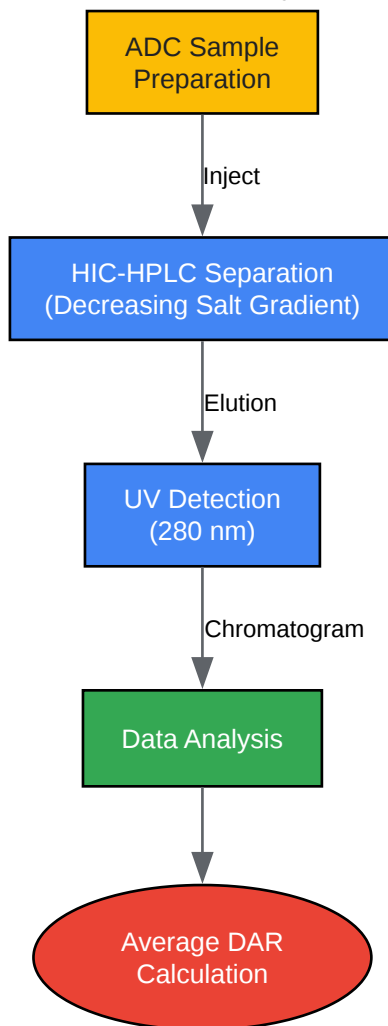 ADC Sample
Preparation
Inject
HIC-HPLC Separation
(Decreasing Salt Gradient)
Elution
UV Detection
(280 nm)
Chromatogram
Data Analysis
Average DAR
Calculation